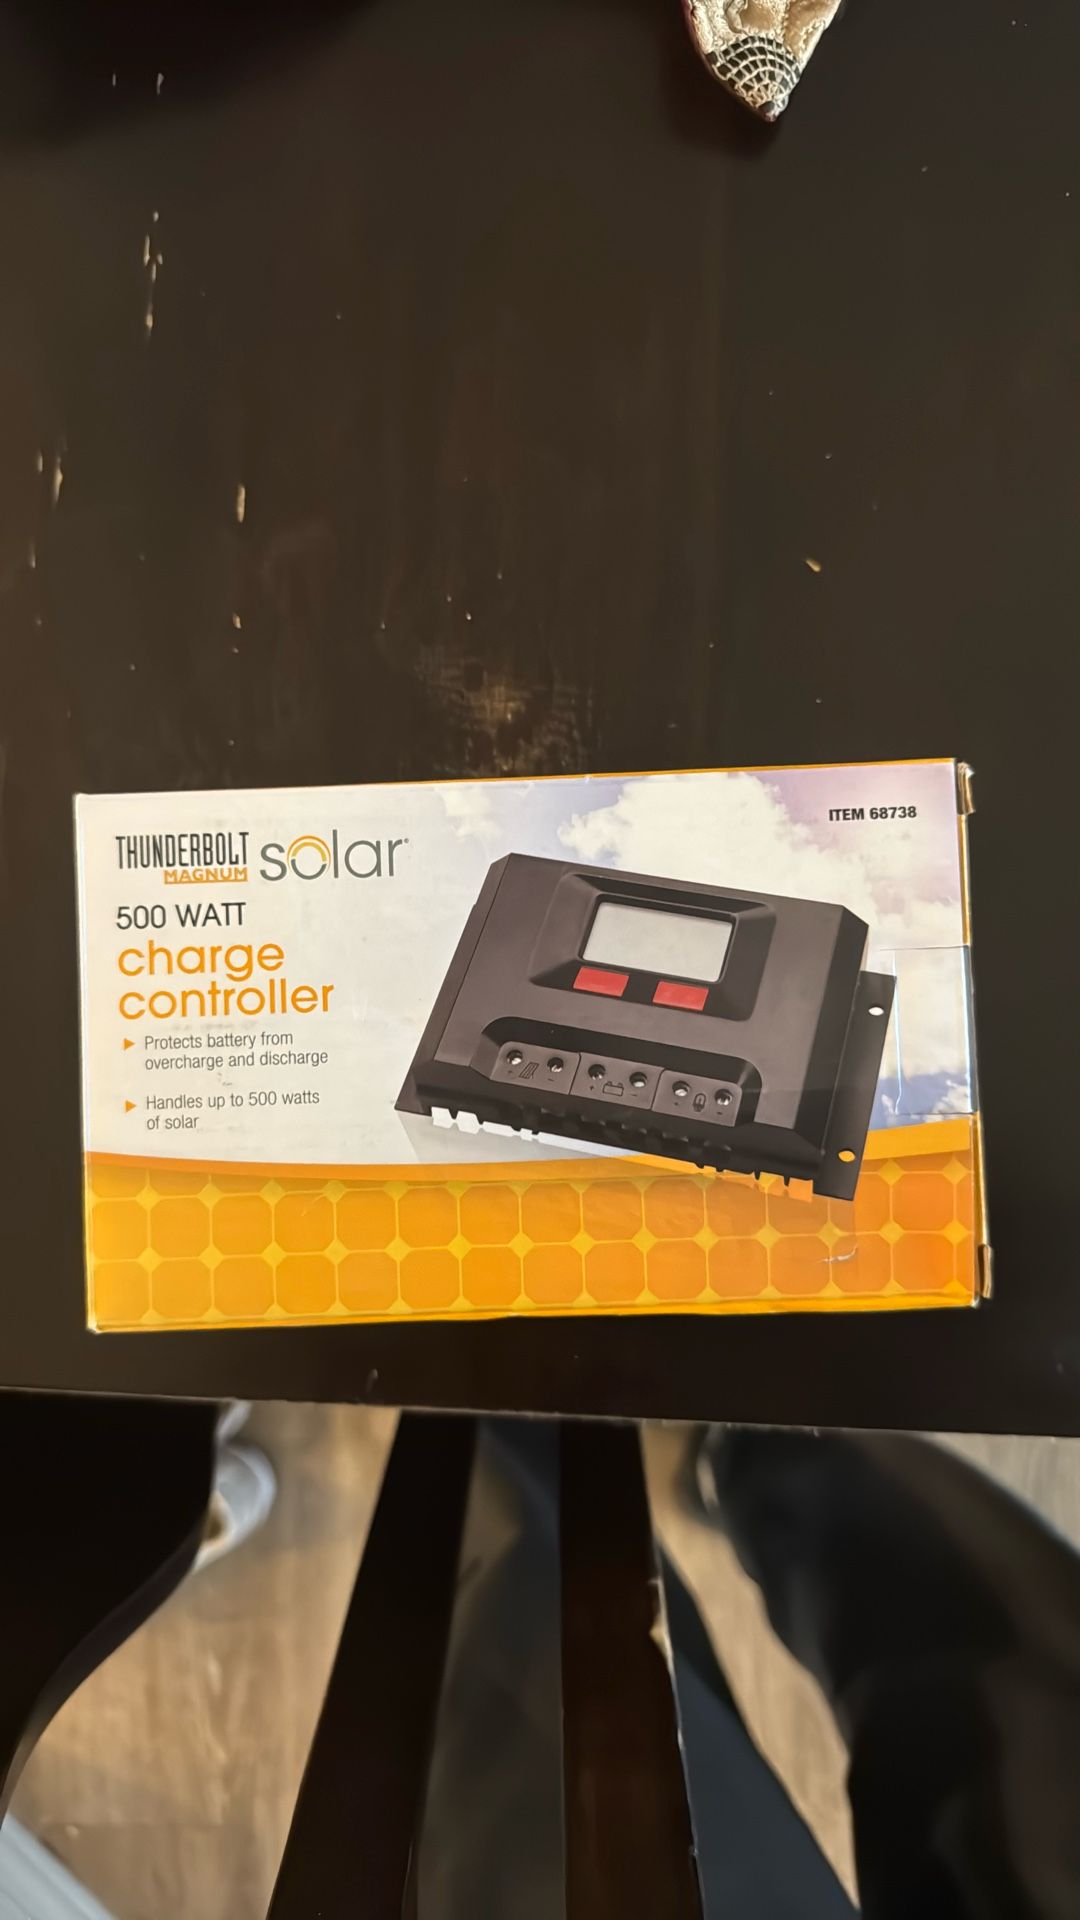 ITEM 68738
THUNDERBOLT
MAGNUM
solar®
500 WATT
charge
controller
Protects battery from
overcharge and discharge
Handles up to 500 watts
of solar